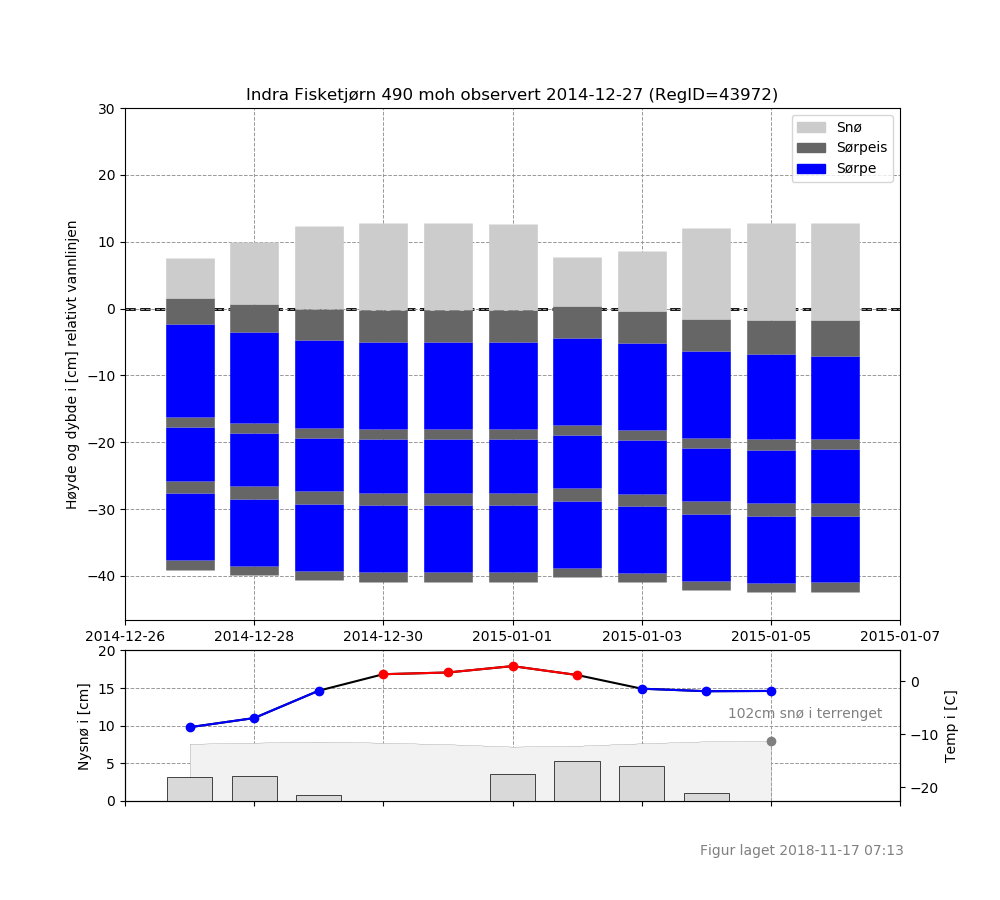 Indra Fisketjørn 490 moh observert 2014-12-27 (RegID=43972)
30
20
10
0
−10
−20
−30
−40
Høyde og dybde i [cm] relativt vannlinjen
Snø
Sørpeis
Sørpe
2014-12-26
2014-12-28
2014-12-30
2015-01-01
2015-01-03
2015-01-05
2015-01-07
20
15
10
5
0
Nysnø i [cm]
102cm snø i terrenget
0
−10
−20
Temp i [C]
Figur laget 2018-11-17 07:13